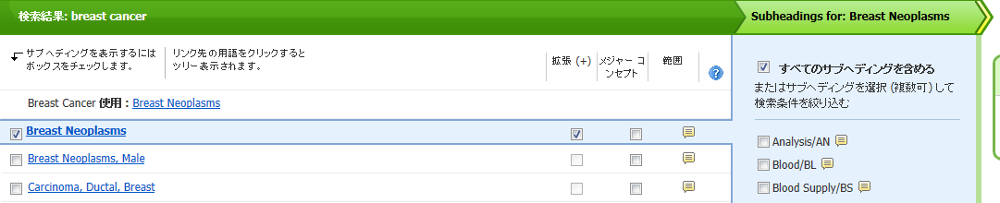 検索結果: breast cancer
Subheadings for: Breast Neoplasms
サブヘディングを表示するには
ボックスをチェックします。
リンク先の用語をクリックすると
ツリー表示されます。
拡張 (+)
メジャー コ
ンセプト
範囲
?
Breast Cancer 使用 : Breast Neoplasms
Breast Neoplasms
Breast Neoplasms, Male
Carcinoma, Ductal, Breast
すべてのサブヘディングを含める
またはサブヘディングを選択 (複数可) して
検索条件を絞り込む
Analysis/AN
Blood/BL
Blood Supply/BS